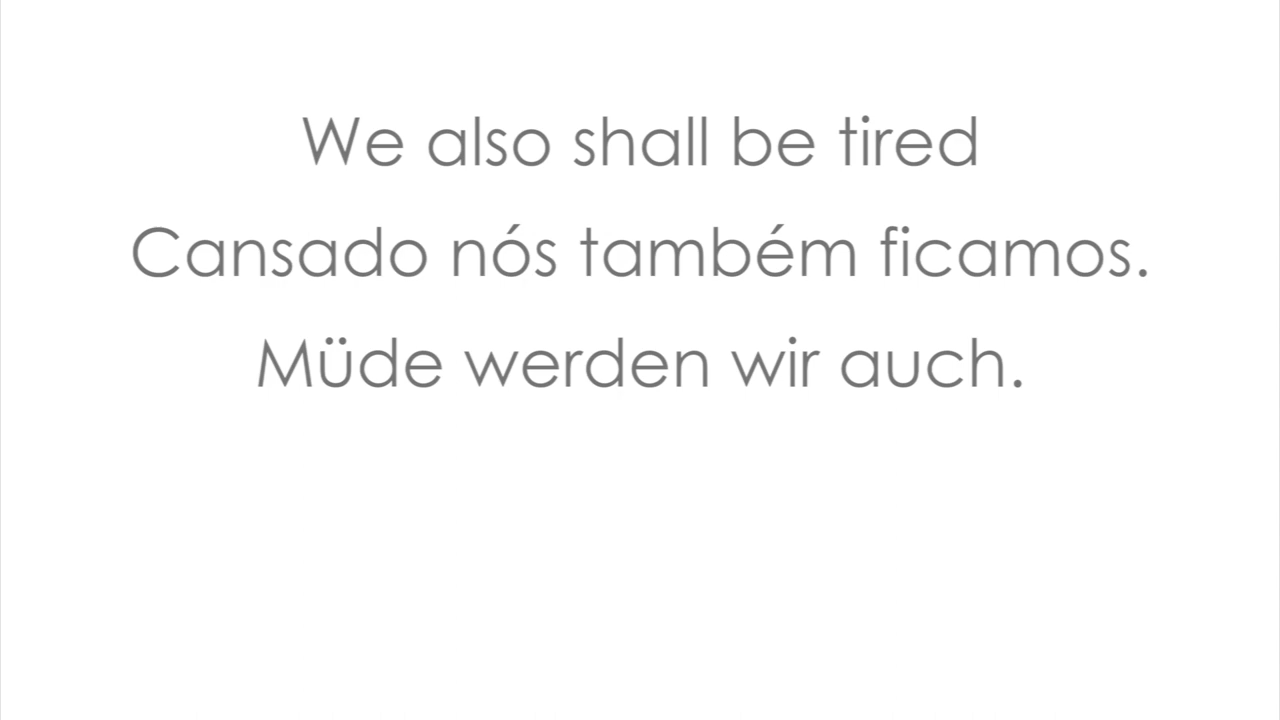 We also shall be tired
Cansado nós também ficamos.
Müde werden wir auch.